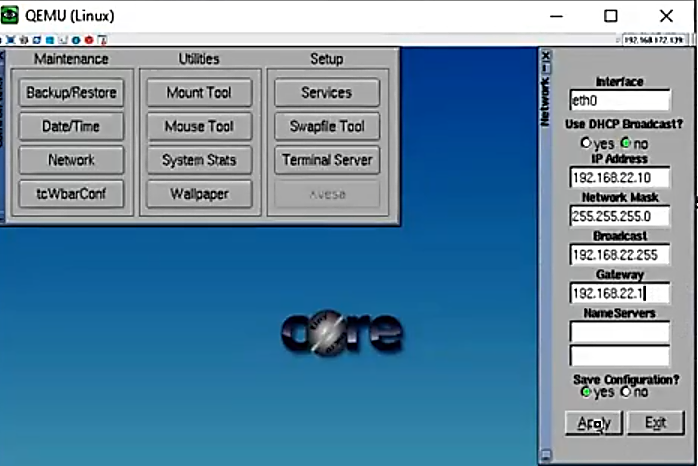 QEMU (Linux)
192.168.172.139:
Maintenance
Utilities
Setup
Backup/Restore
Mount Tool
Services
Date/Time
Mouse Tool
Swapfile Tool
Network
System Stats
Terminal Server
tcWbarConf
Wallpaper
Xvesa
Network
Interface
eth0
Use DHCP Broadcast?
yes no
IP Address
192.168.22.10
Network Mask
255.255.255.0
Broadcast
192.168.22.255
Gateway
192.168.22.1
NameServers
Save Configuration?
yes no
Apply
Exit
core